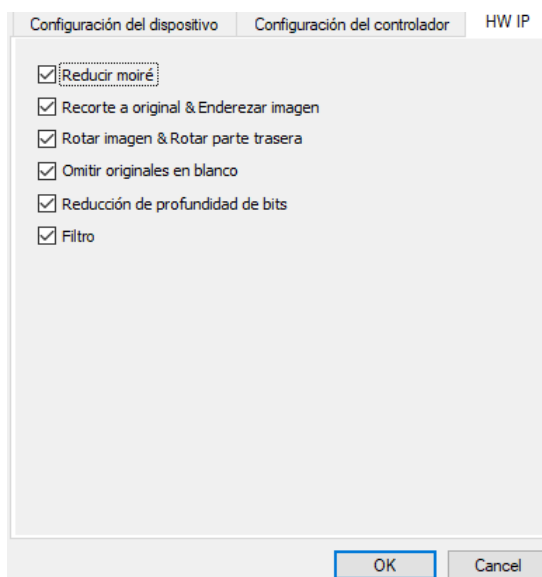 Configuración del dispositivo Configuración del controlador HW IP
Reducir moiré
Recorte a original & Enderezar imagen
Rotar imagen & Rotar parte trasera
Omitir originales en blanco
Reducción de profundidad de bits
Filtro
OK Cancel